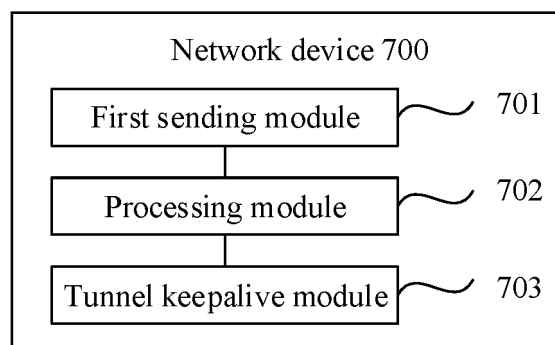 Network device 700
First sending module 701
Processing module 702
Tunnel keepalive module 703